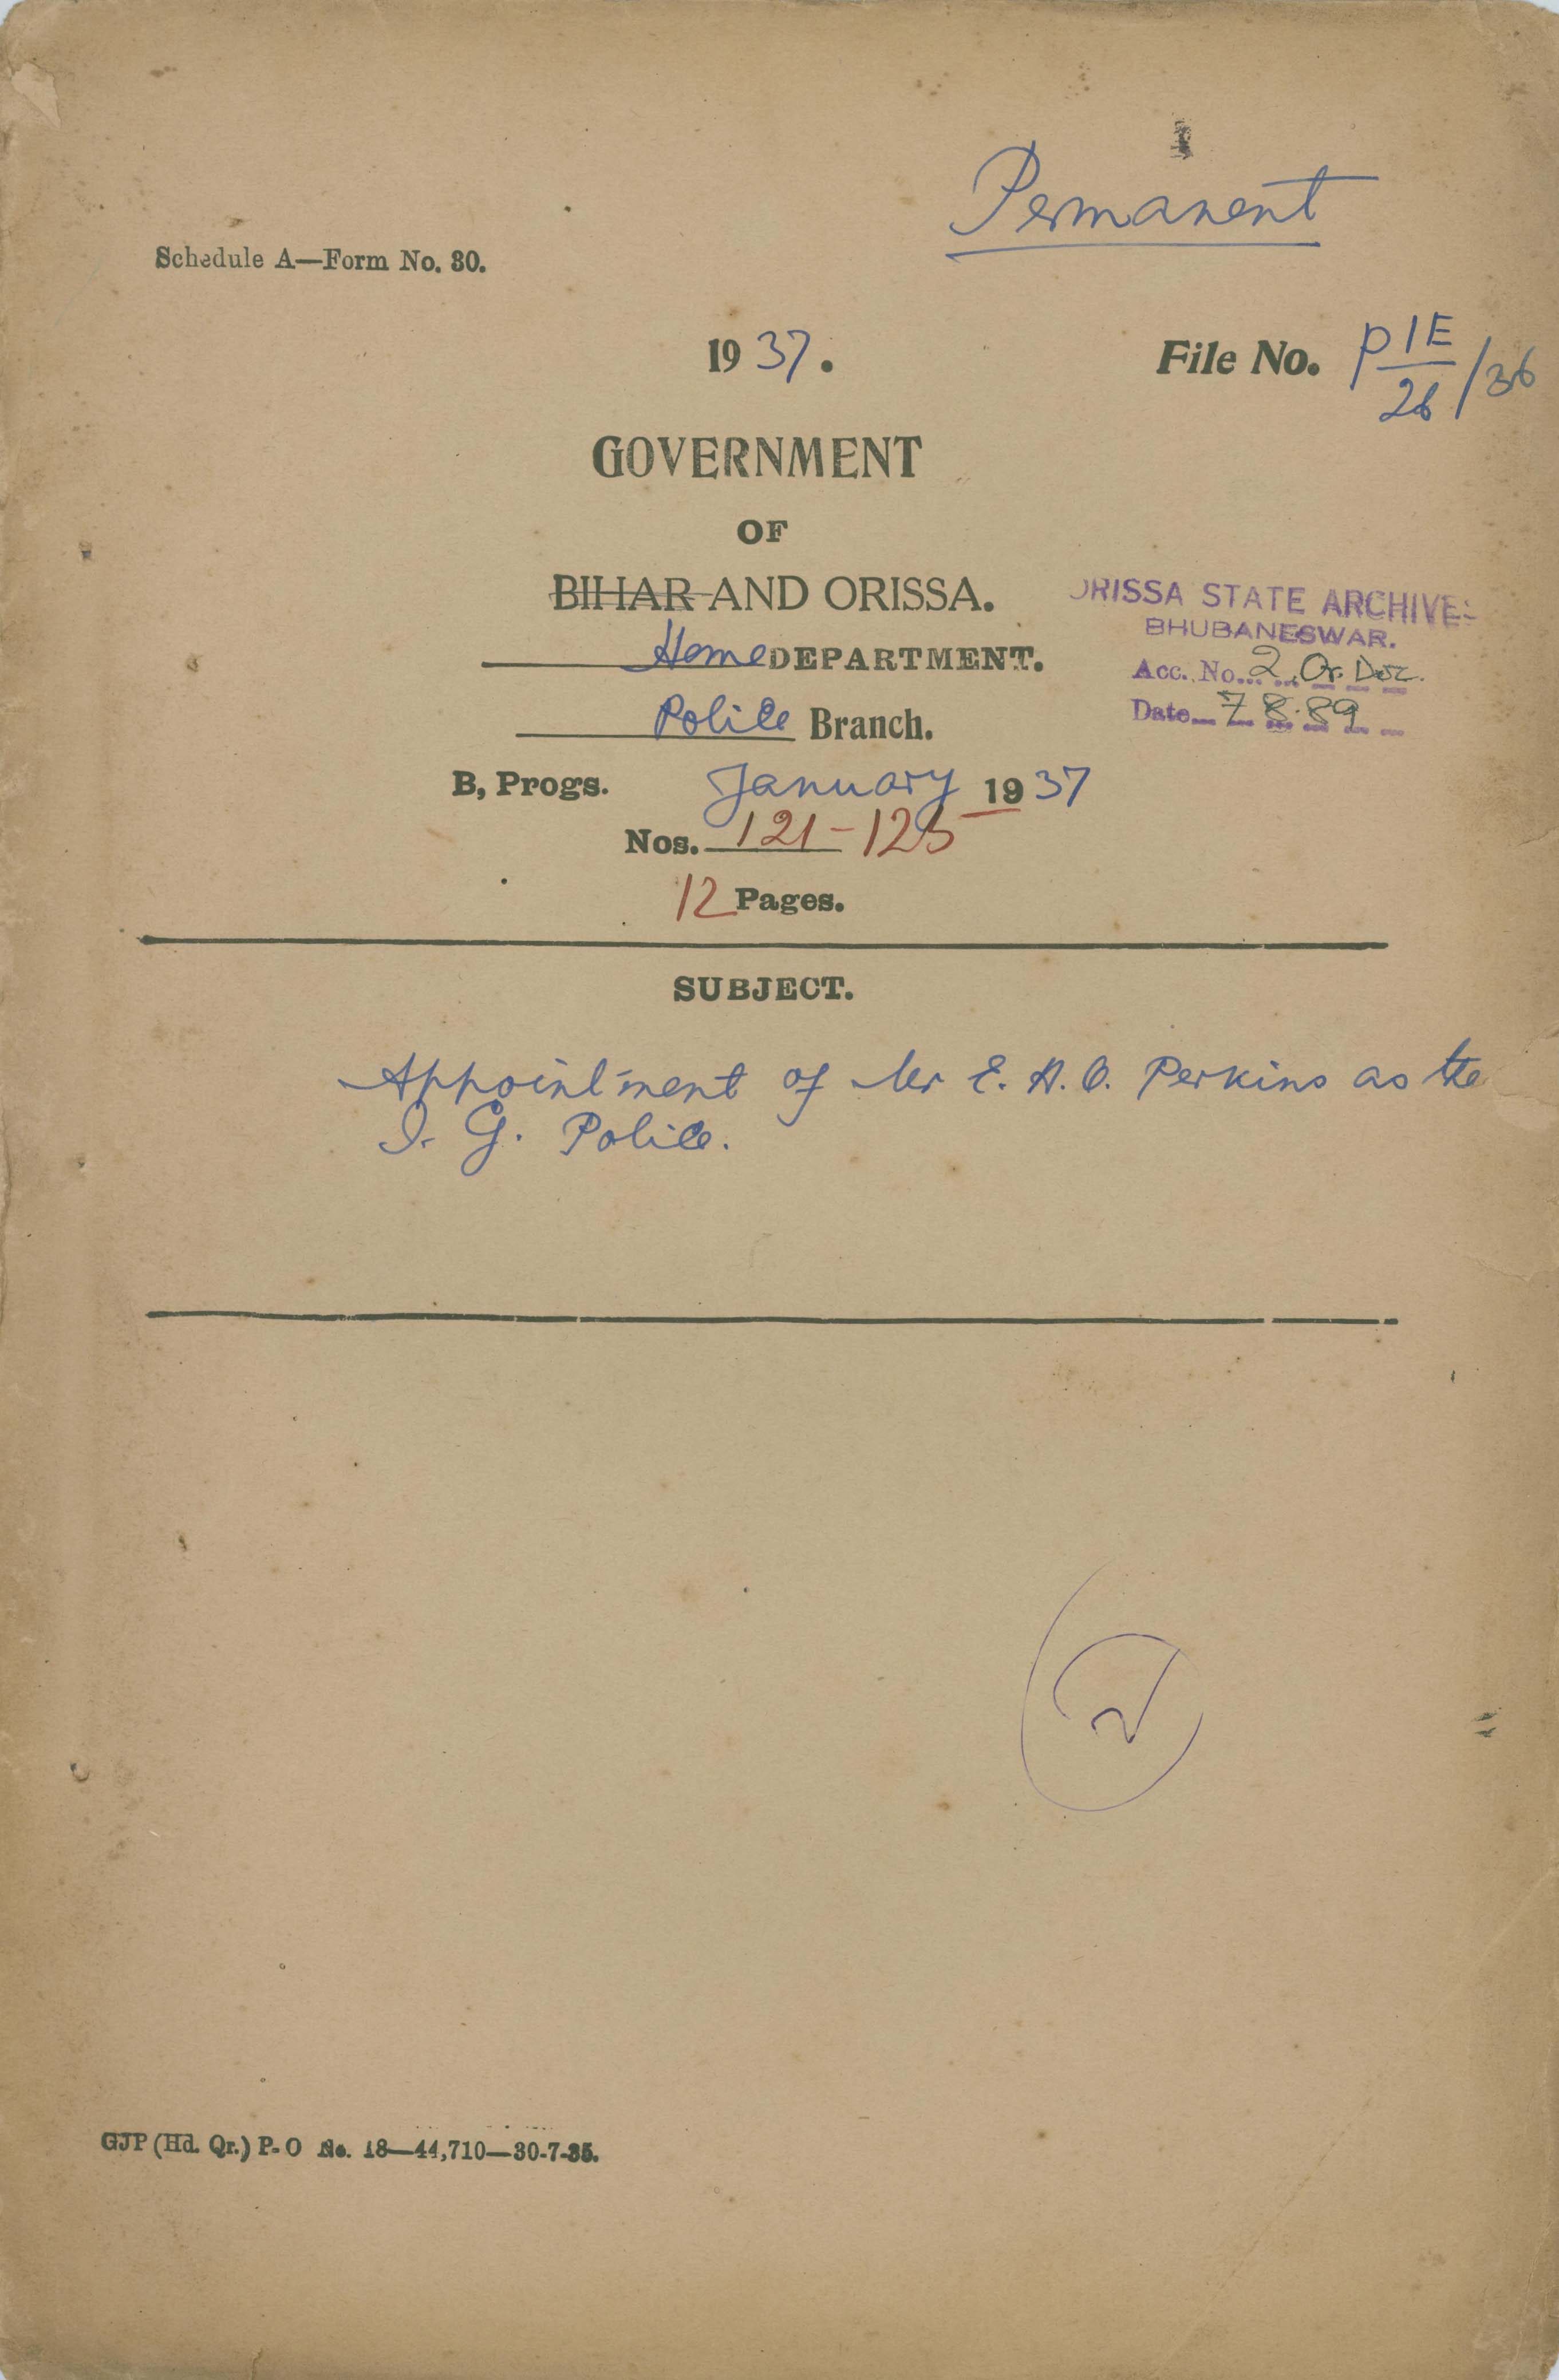 Permanent
Schedule A—Form No. 30.
1937.
File No. P 1E/26 /36
GOVERNMENT
OF
BIHAR AND ORISSA.
Home DEPARTMENT.
Police Branch.
ORISSA STATE ARCHIVES
BHUBANESWAR.
Acc. No. 2 Or. Doc.
Date 7 8.89
B, Progs. January 1937
Nos. 121-125
12 Pages.
SUBJECT.
Appointment of Mr E. A. O. Perkins as the
I. G. Police.
GJP (Hd. Qr.) P. O No. 18—44,710—30-7-35.